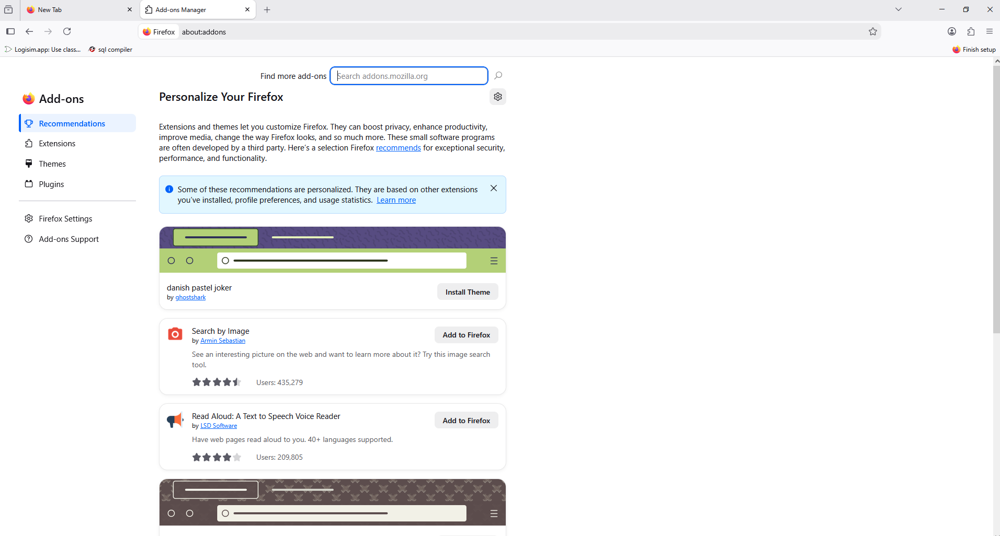 New Tab
Add-ons Manager
Firefox
about:addons
Logisim.app: Use class...
sql compiler
Finish setup
Find more add-ons
Search addons.mozilla.org
Add-ons
Personalize Your Firefox
Recommendations
Extensions
Themes
Plugins
Firefox Settings
Add-ons Support
Extensions and themes let you customize Firefox. They can boost privacy, enhance productivity,
improve media, change the way Firefox looks, and so much more. These small software programs
are often developed by a third party. Here’s a selection Firefox recommends for exceptional security,
performance, and functionality.
Some of these recommendations are personalized. They are based on other extensions
you’ve installed, profile preferences, and usage statistics. Learn more
danish pastel joker
by ghostshark
Install Theme
Search by Image
by Armin Sebastian
Add to Firefox
See an interesting picture on the web and want to learn more about it? Try this image search
tool.
Users: 435,279
Read Aloud: A Text to Speech Voice Reader
by LSD Software
Add to Firefox
Have web pages read aloud to you. 40+ languages supported.
Users: 209,805